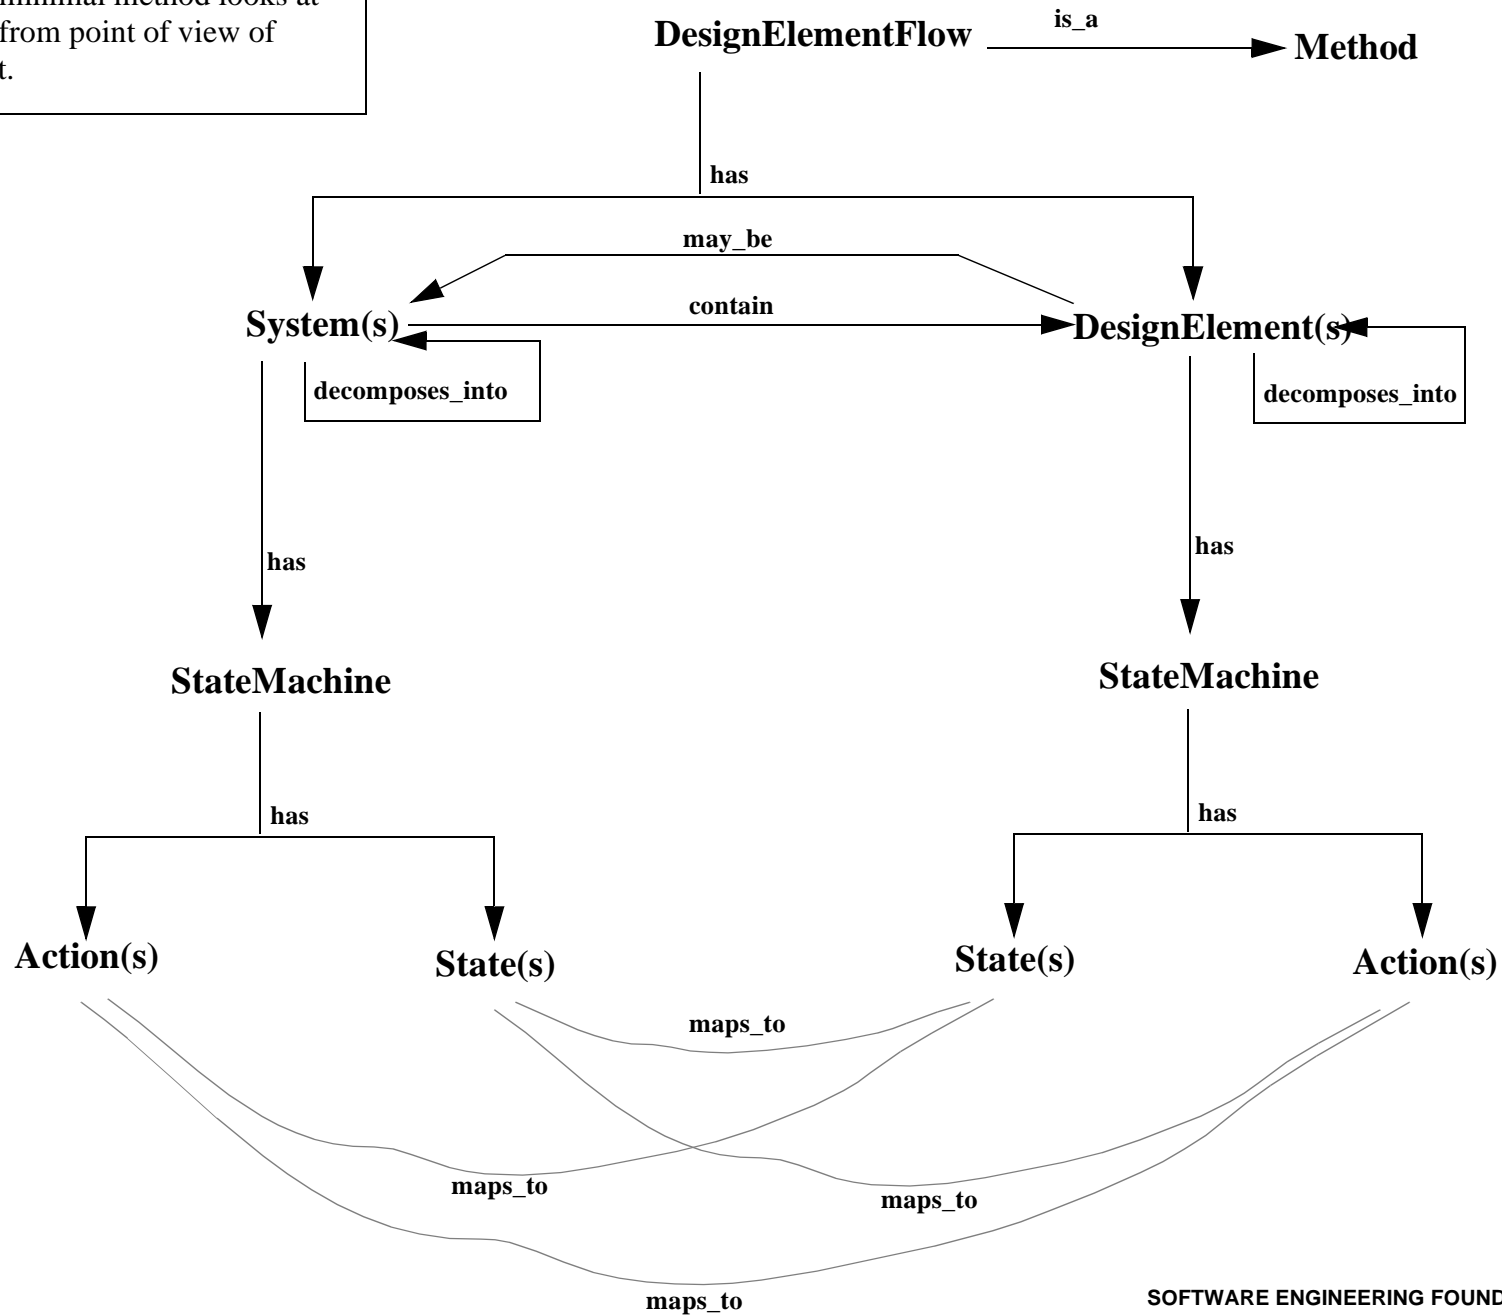 minimal method looks at
from point of view of
t.
DesignElementFlow
is_a
Method
has
may_be
contain
System(s)
DesignElement(s)
decomposes_into
decomposes_into
has
has
StateMachine
StateMachine
has
has
Action(s)
State(s)
State(s)
Action(s)
maps_to
maps_to
maps_to
maps_to
SOFTWARE ENGINEERING FOUND